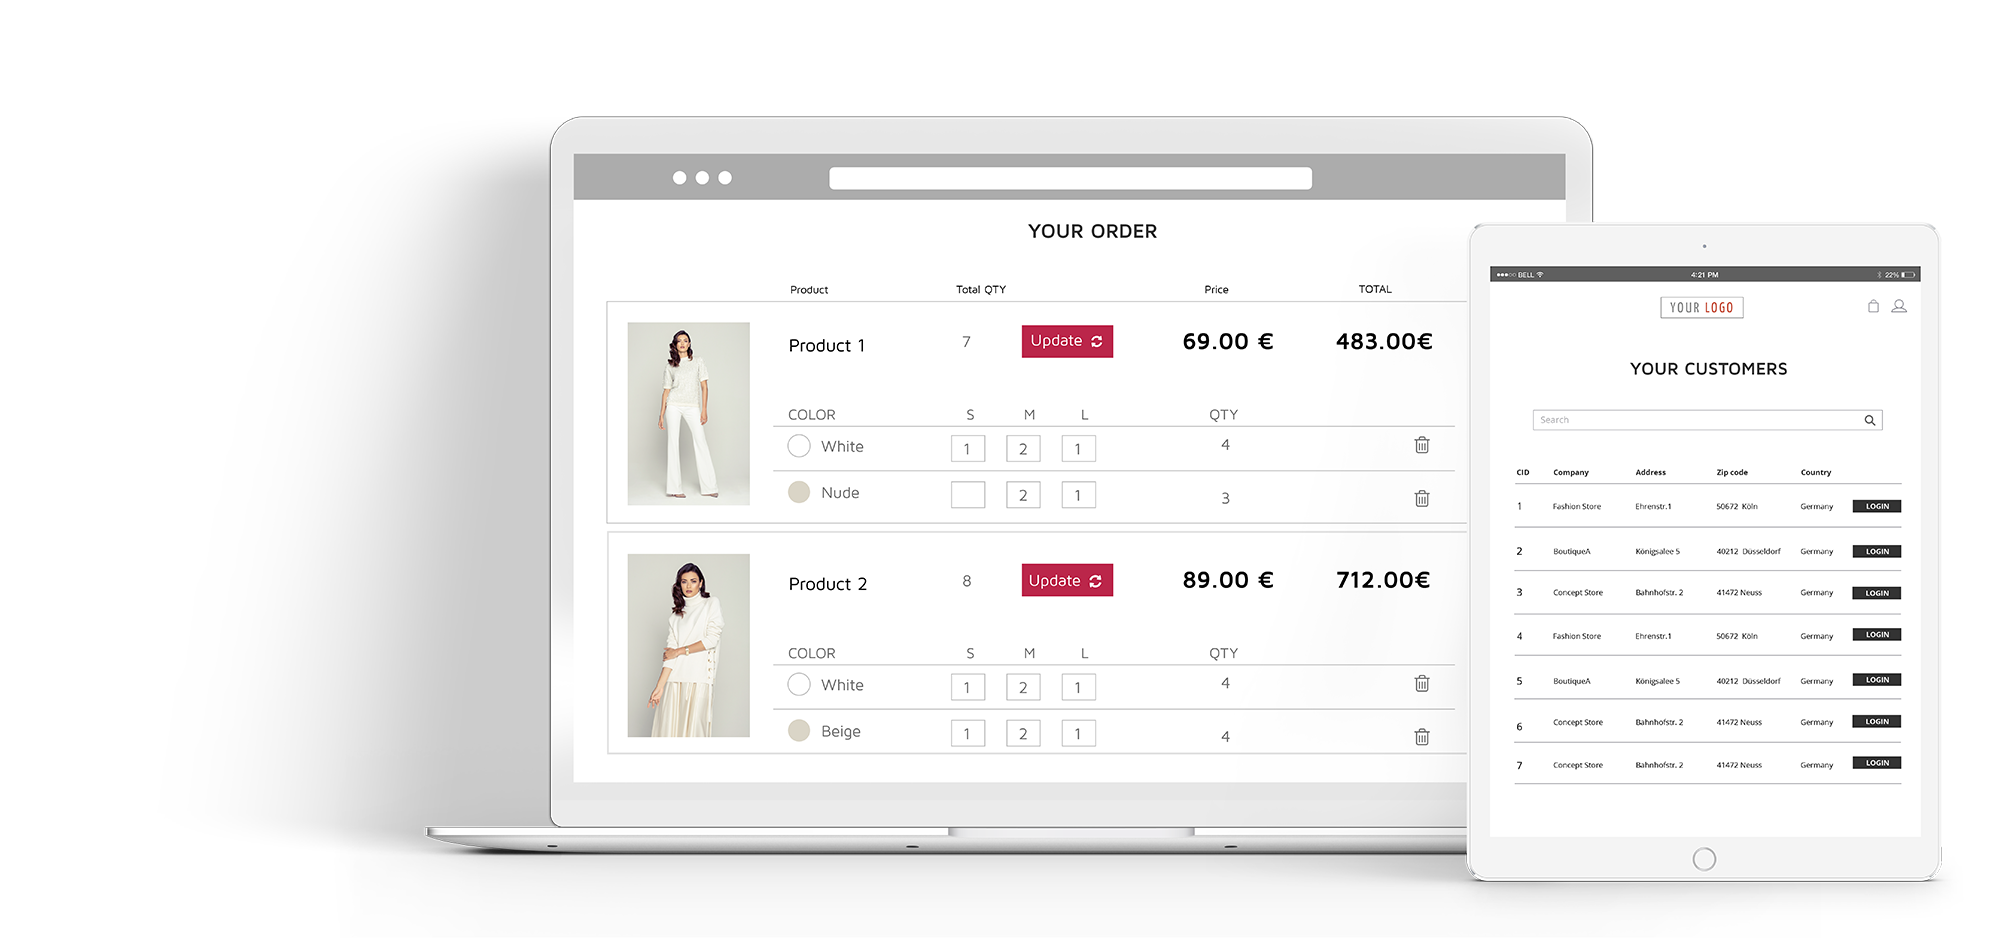 YOUR ORDER
Product Total QTY Price TOTAL
Product 1 7 Update 69.00 € 483.00€
COLOR S M L QTY
White 1 2 1 4
Nude 2 1 3
Product 2 8 Update 89.00 € 712.00€
COLOR S M L QTY
White 1 2 1 4
Beige 1 2 1 4
BELL 4:21 PM 22%
YOUR LOGO
YOUR CUSTOMERS
Search
CID Company Address Zip code Country
1 Fashion Store Ehrenstr.1 50672 Köln Germany LOGIN
2 BoutiqueA Königsalee 5 40212 Düsseldorf Germany LOGIN
3 Concept Store Bahnhofstr. 2 41472 Neuss Germany LOGIN
4 Fashion Store Ehrenstr.1 50672 Köln Germany LOGIN
5 BoutiqueA Königsalee 5 40212 Düsseldorf Germany LOGIN
6 Concept Store Bahnhofstr. 2 41472 Neuss Germany LOGIN
7 Concept Store Bahnhofstr. 2 41472 Neuss Germany LOGIN